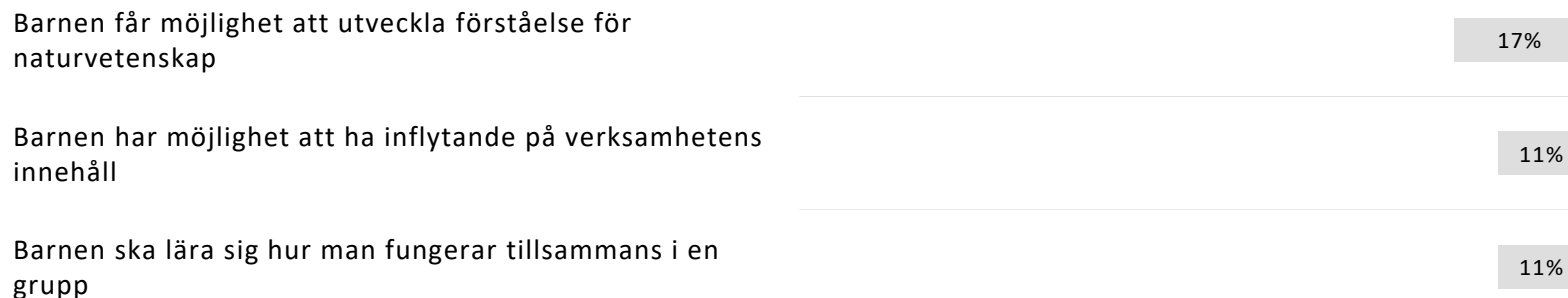 Barnen får möjlighet att utveckla förståelse för
naturvetenskap
17%
Barnen har möjlighet att ha inflytande på verksamhetens
innehåll
11%
Barnen ska lära sig hur man fungerar tillsammans i en
grupp
11%